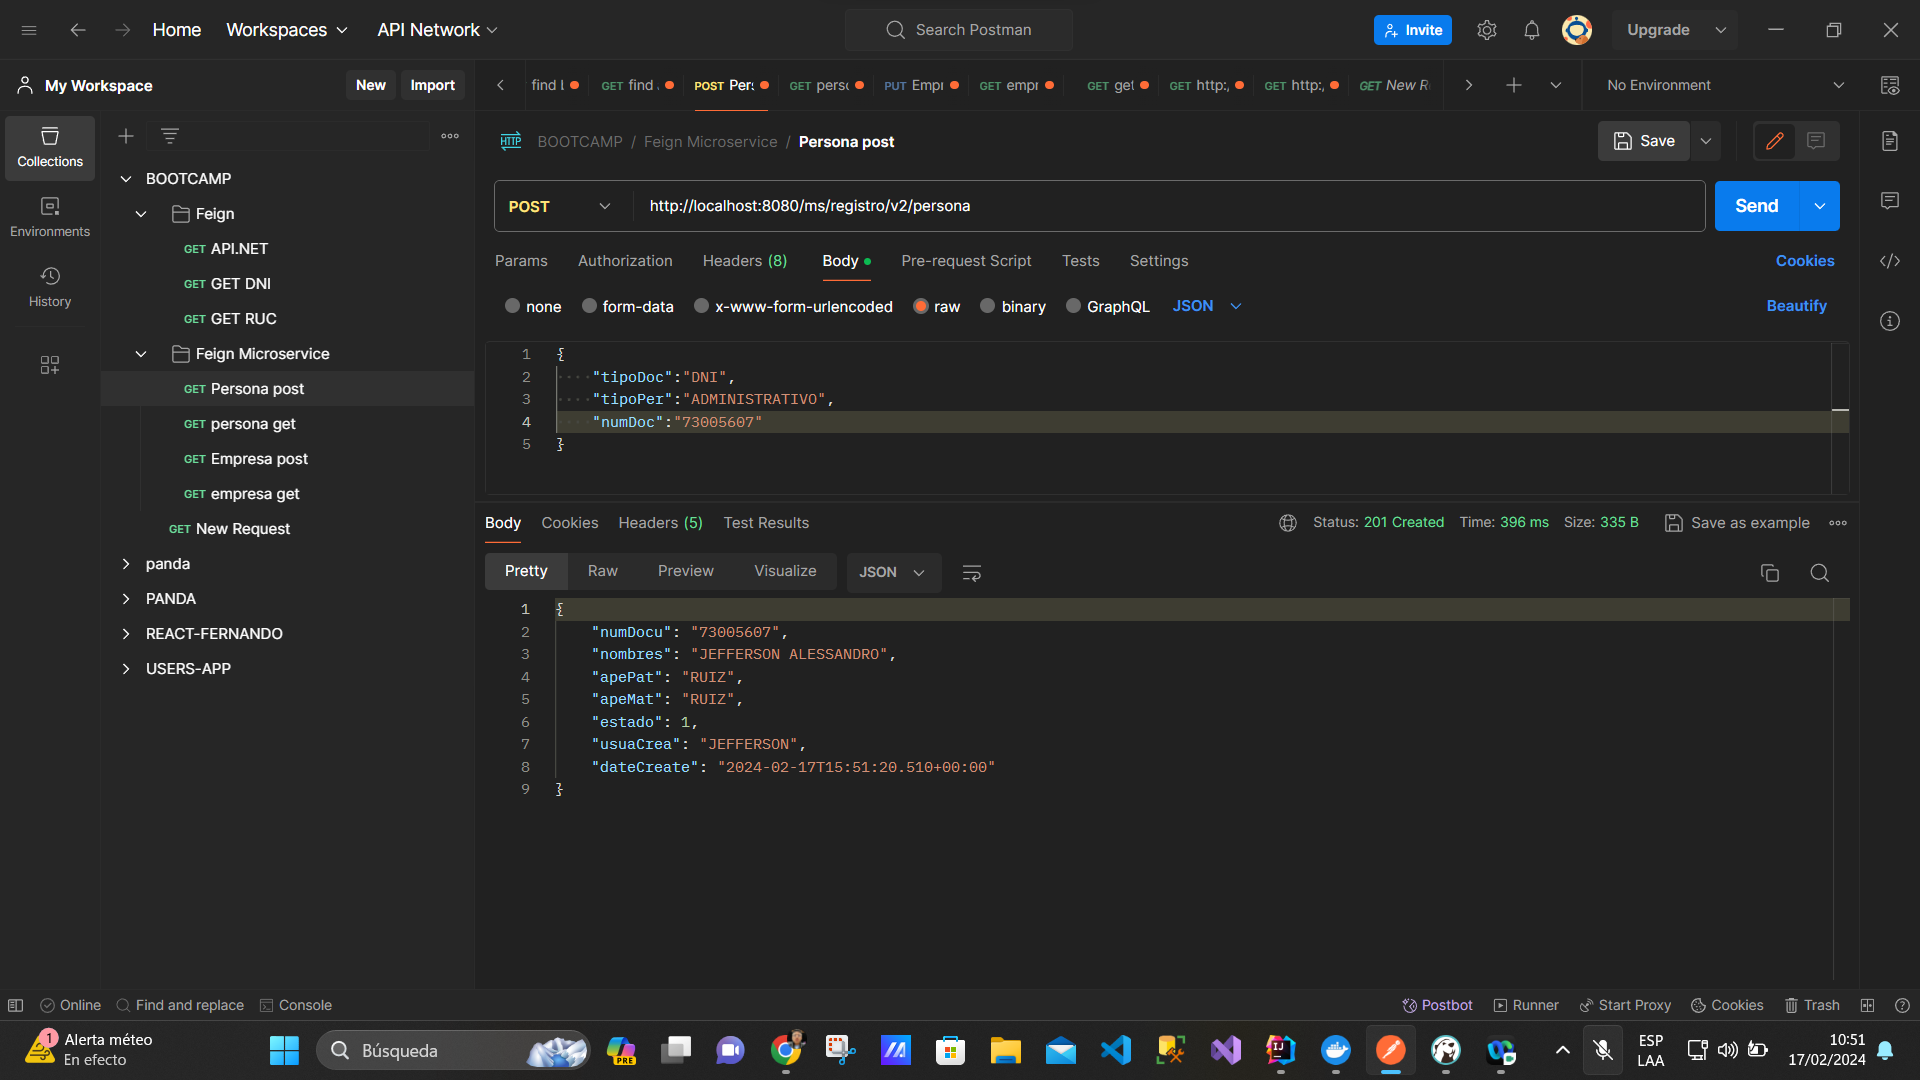 Home
Workspaces
API Network
Search Postman
Invite
Upgrade
My Workspace
New
Import
find
GET find
POST Pers
GET perso
PUT Empr
GET empr
GET get
GET http:/
GET http:/
GET New R
No Environment
Collections
Environments
History
BOOTCAMP
Feign
GET API.NET
GET GET DNI
GET GET RUC
Feign Microservice
GET Persona post
GET persona get
GET Empresa post
GET empresa get
GET New Request
panda
PANDA
REACT-FERNANDO
USERS-APP
HTTP
BOOTCAMP / Feign Microservice / Persona post
Save
POST
http://localhost:8080/ms/registro/v2/persona
Send
Params
Authorization
Headers (8)
Body
Pre-request Script
Tests
Settings
Cookies
none
form-data
x-www-form-urlencoded
raw
binary
GraphQL
JSON
Beautify
1 {
2 "tipoDoc":"DNI",
3 "tipoPer":"ADMINISTRATIVO",
4 "numDoc":"73005607"
5 }
Body
Cookies
Headers (5)
Test Results
Status: 201 Created
Time: 396 ms
Size: 335 B
Save as example
Pretty
Raw
Preview
Visualize
JSON
1 {
2 "numDocu": "73005607",
3 "nombres": "JEFFERSON ALESSANDRO",
4 "apePat": "RUIZ",
5 "apeMat": "RUIZ",
6 "estado": 1,
7 "usuaCrea": "JEFFERSON",
8 "dateCreate": "2024-02-17T15:51:20.510+00:00"
9 }
Online
Find and replace
Console
Postbot
Runner
Start Proxy
Cookies
Trash
1
Alerta méteo
En efecto
Búsqueda
PRE
ESP
LAA
10:51
17/02/2024